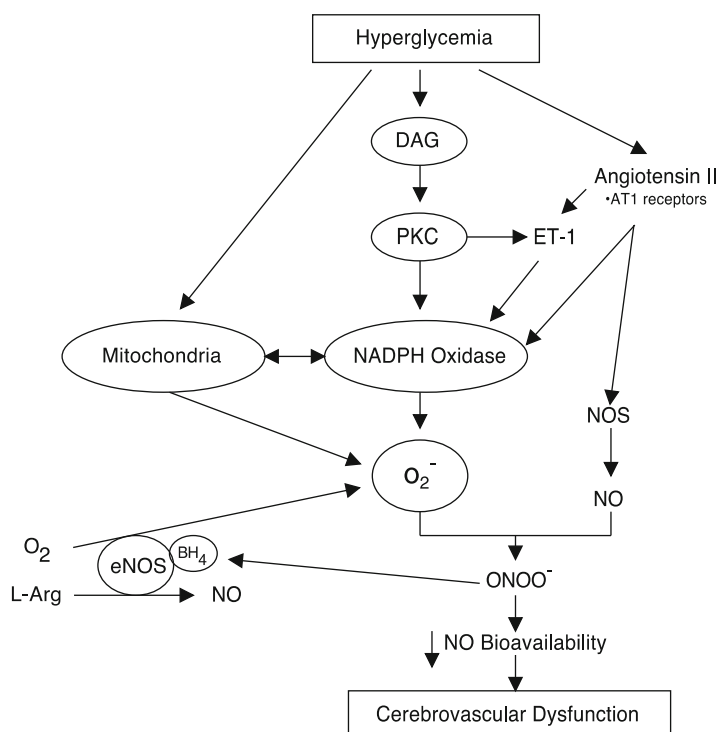 Hyperglycemia
DAG
Angiotensin II
•AT1 receptors
PKC
ET-1
Mitochondria
NADPH Oxidase
NOS
O₂⁻
NO
O₂
eNOS
BH₄
L-Arg
NO
ONOO⁻
NO Bioavailability
Cerebrovascular Dysfunction